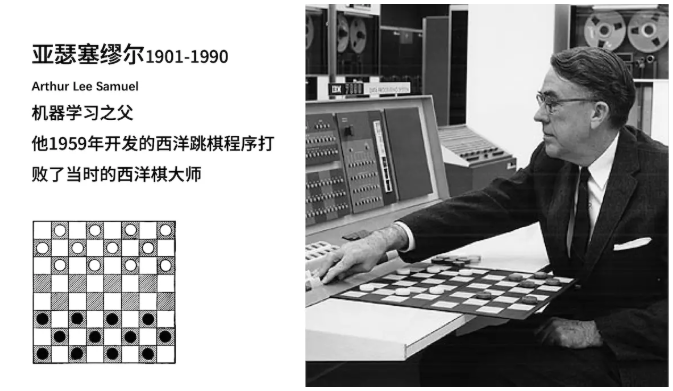 亚瑟塞缪尔1901-1990
Arthur Lee Samuel
机器学习之父
他1959年开发的西洋跳棋程序打
败了当时的西洋棋大师
IBM 7090